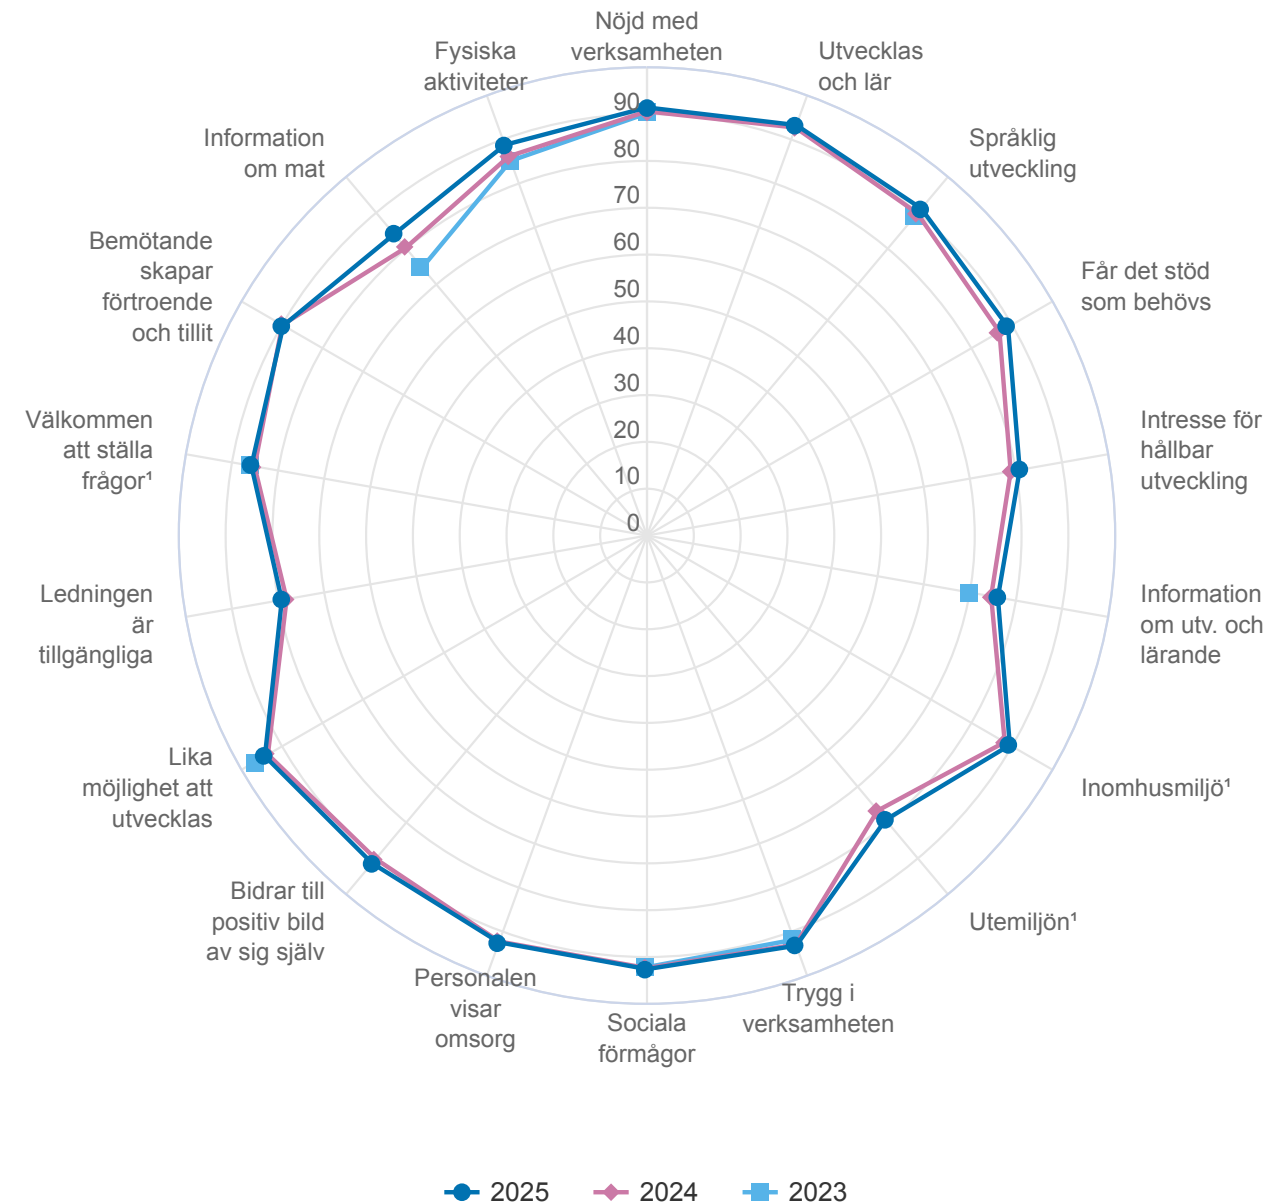 Nöjd med
verksamheten
Utvecklas
och lär
Språklig
utveckling
Får det stöd
som behövs
Intresse för
hållbar
utveckling
Information
om utv. och
lärande
Inomhusmiljö¹
Utemiljön¹
Trygg i
verksamheten
Sociala
förmågor
Personalen
visar
omsorg
Bidrar till
positiv bild
av sig själv
Lika
möjlighet att
utvecklas
Ledningen
är
tillgängliga
Välkommen
att ställa
frågor¹
Bemötande
skapar
förtroende
och tillit
Information
om mat
Fysiska
aktiviteter
90
80
70
60
50
40
30
20
10
0
2025
2024
2023